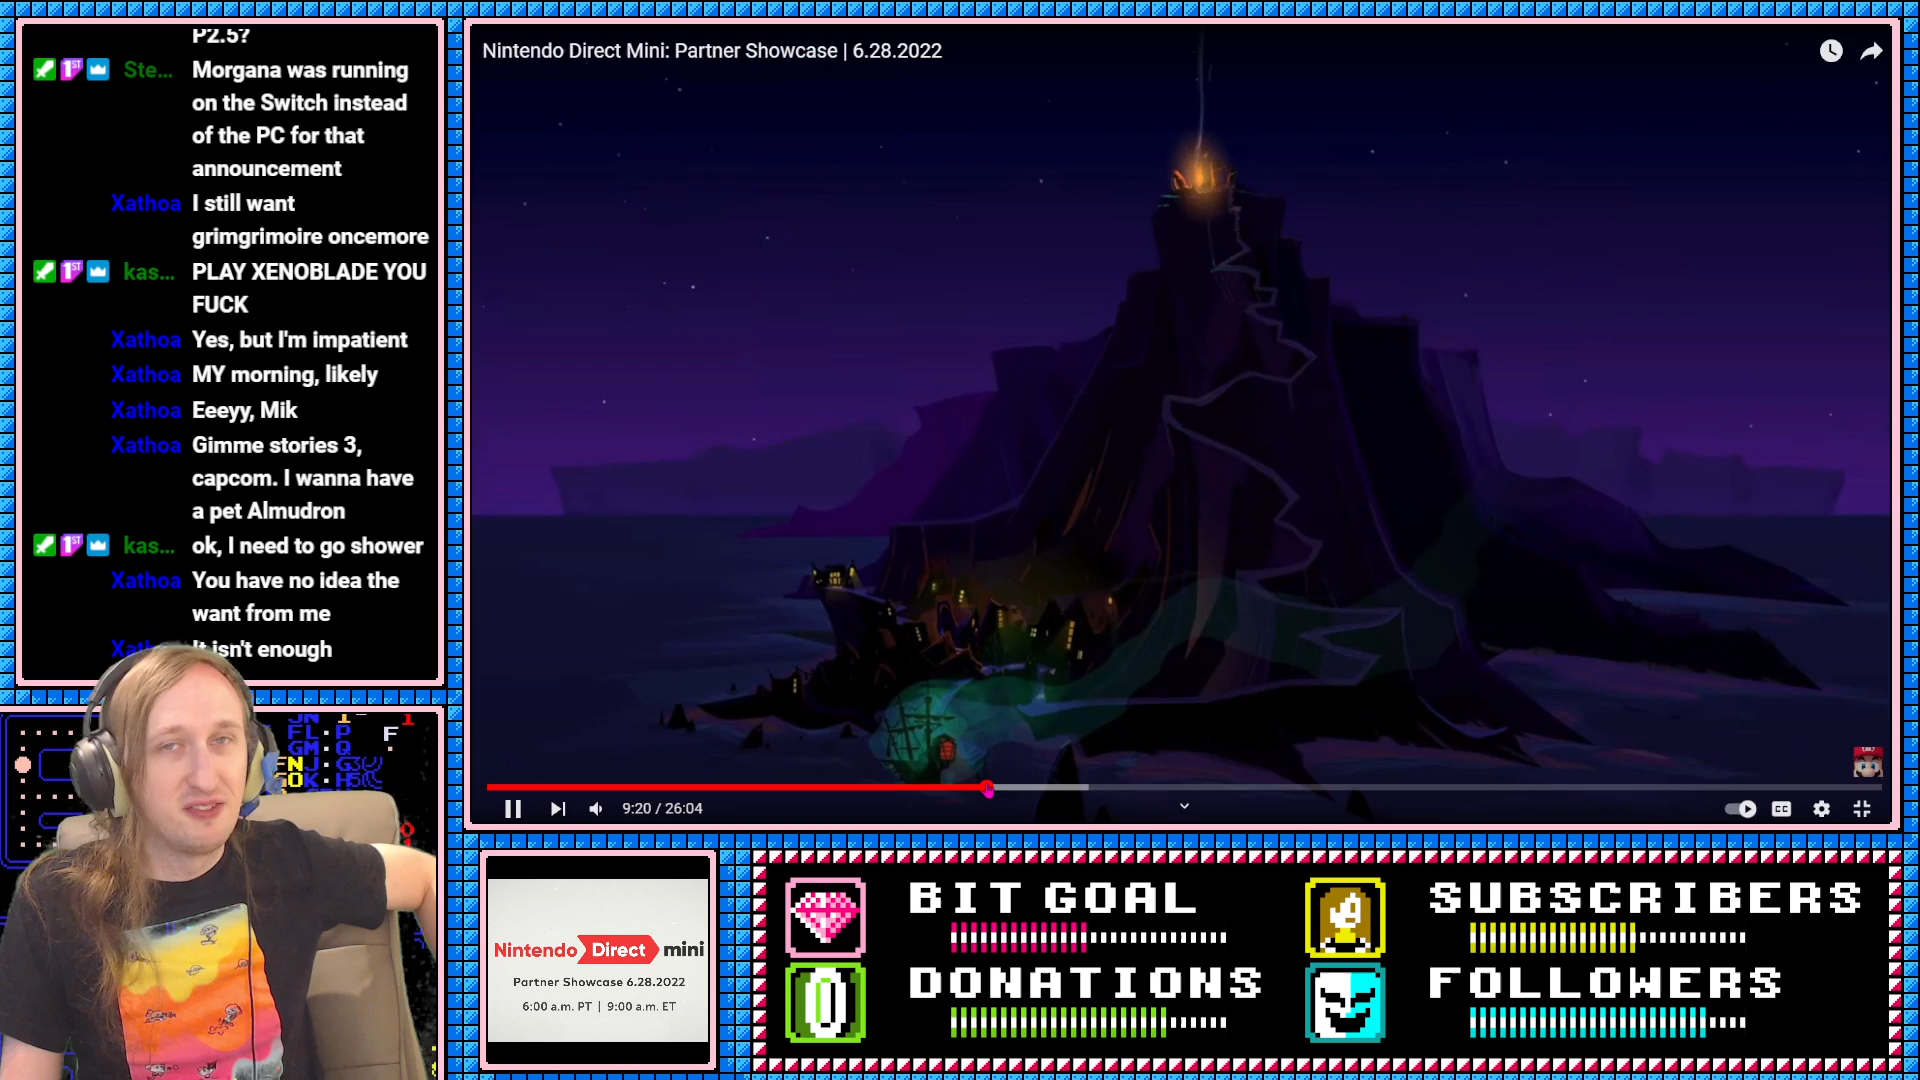 P2.5?
Ste... Morgana was running
on the Switch instead
of the PC for that
announcement
Xathoa I still want
grimgrimoire oncemore
kas... PLAY XENOBLADE YOU
FUCK
Xathoa Yes, but I'm impatient
Xathoa MY morning, likely
Xathoa Eeeyy, Mik
Xathoa Gimme stories 3,
capcom. I wanna have
a pet Almudron
kas... ok, I need to go shower
Xathoa You have no idea the
want from me
isn't enough
Nintendo Direct Mini: Partner Showcase | 6.28.2022
9:20 / 26:04
CC
FL:P F
GM:Q
Nintendo Direct mini
Partner Showcase 6.28.2022
6:00 a.m. PT | 9:00 a.m. ET
BIT GOAL
SUBSCRIBERS
DONATIONS
FOLLOWERS